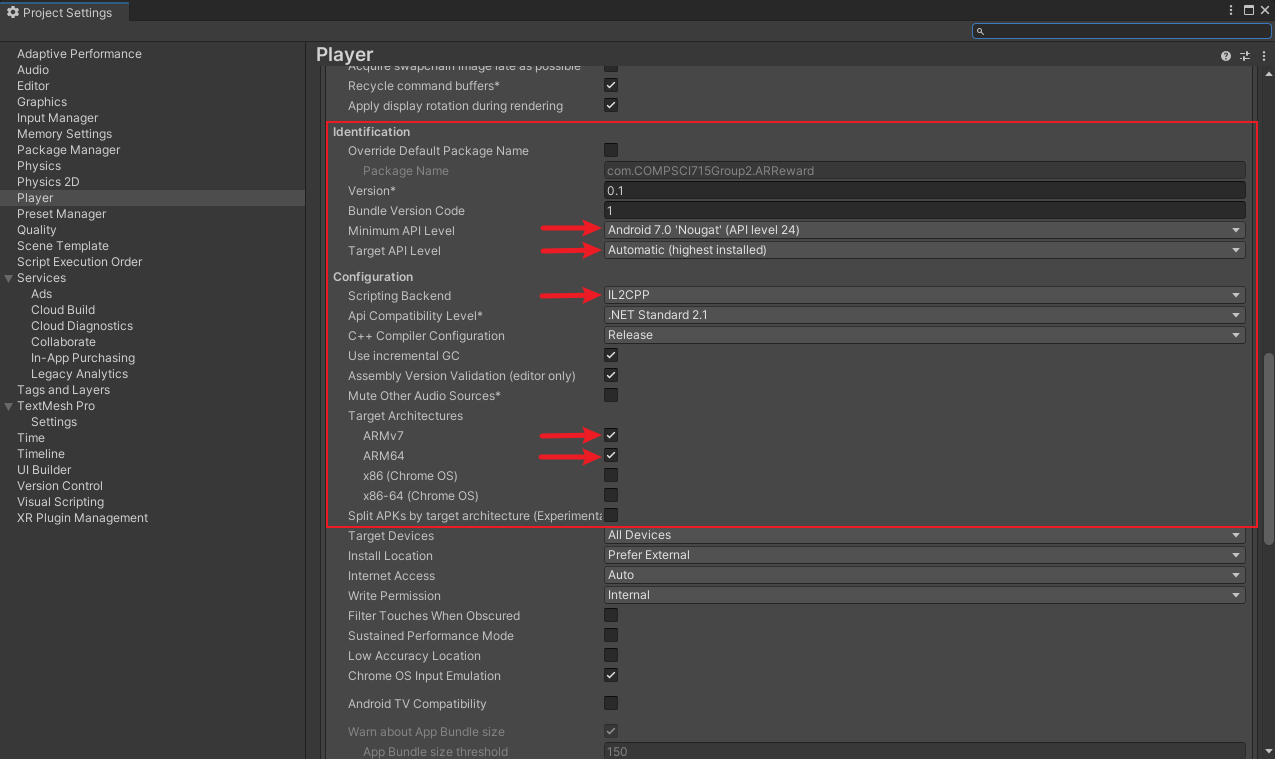 Project Settings
Adaptive Performance
Audio
Editor
Graphics
Input Manager
Memory Settings
Package Manager
Physics
Physics 2D
Player
Preset Manager
Quality
Scene Template
Script Execution Order
Services
Ads
Cloud Build
Cloud Diagnostics
Collaborate
In-App Purchasing
Legacy Analytics
Tags and Layers
TextMesh Pro
Settings
Time
Timeline
UI Builder
Version Control
Visual Scripting
XR Plugin Management
Player
Acquire swapchain image late as possible
Recycle command buffers*
Apply display rotation during rendering
Identification
Override Default Package Name
Package Name com.COMPSCI715Group2.ARReward
Version* 0.1
Bundle Version Code 1
Minimum API Level Android 7.0 'Nougat' (API level 24)
Target API Level Automatic (highest installed)
Configuration
Scripting Backend IL2CPP
Api Compatibility Level* .NET Standard 2.1
C++ Compiler Configuration Release
Use incremental GC
Assembly Version Validation (editor only)
Mute Other Audio Sources*
Target Architectures
ARMv7
ARM64
x86 (Chrome OS)
x86-64 (Chrome OS)
Split APKs by target architecture (Experimenta
Target Devices All Devices
Install Location Prefer External
Internet Access Auto
Write Permission Internal
Filter Touches When Obscured
Sustained Performance Mode
Low Accuracy Location
Chrome OS Input Emulation
Android TV Compatibility
Warn about App Bundle size
App Bundle size threshold 150